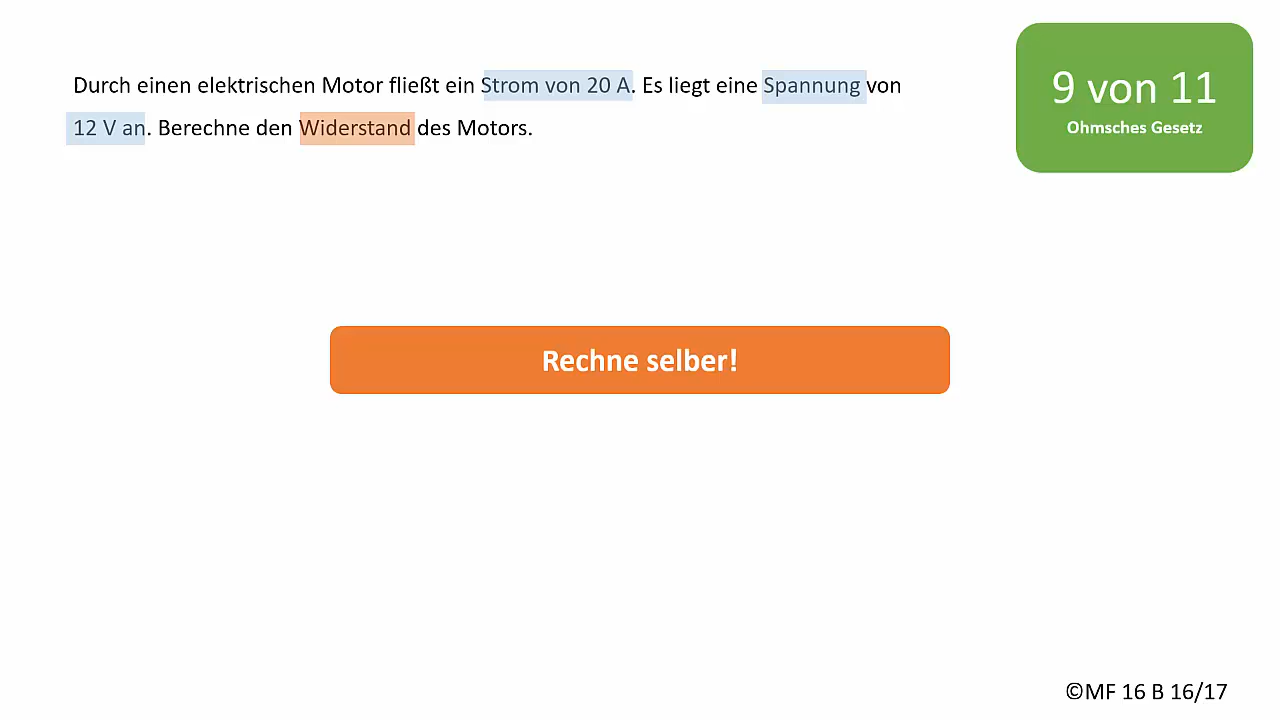 Durch einen elektrischen Motor fließt ein Strom von 20 A. Es liegt eine Spannung von
12 V an. Berechne den Widerstand des Motors.
9 von 11
Ohmsches Gesetz
Rechne selber!
©MF 16 B 16/17